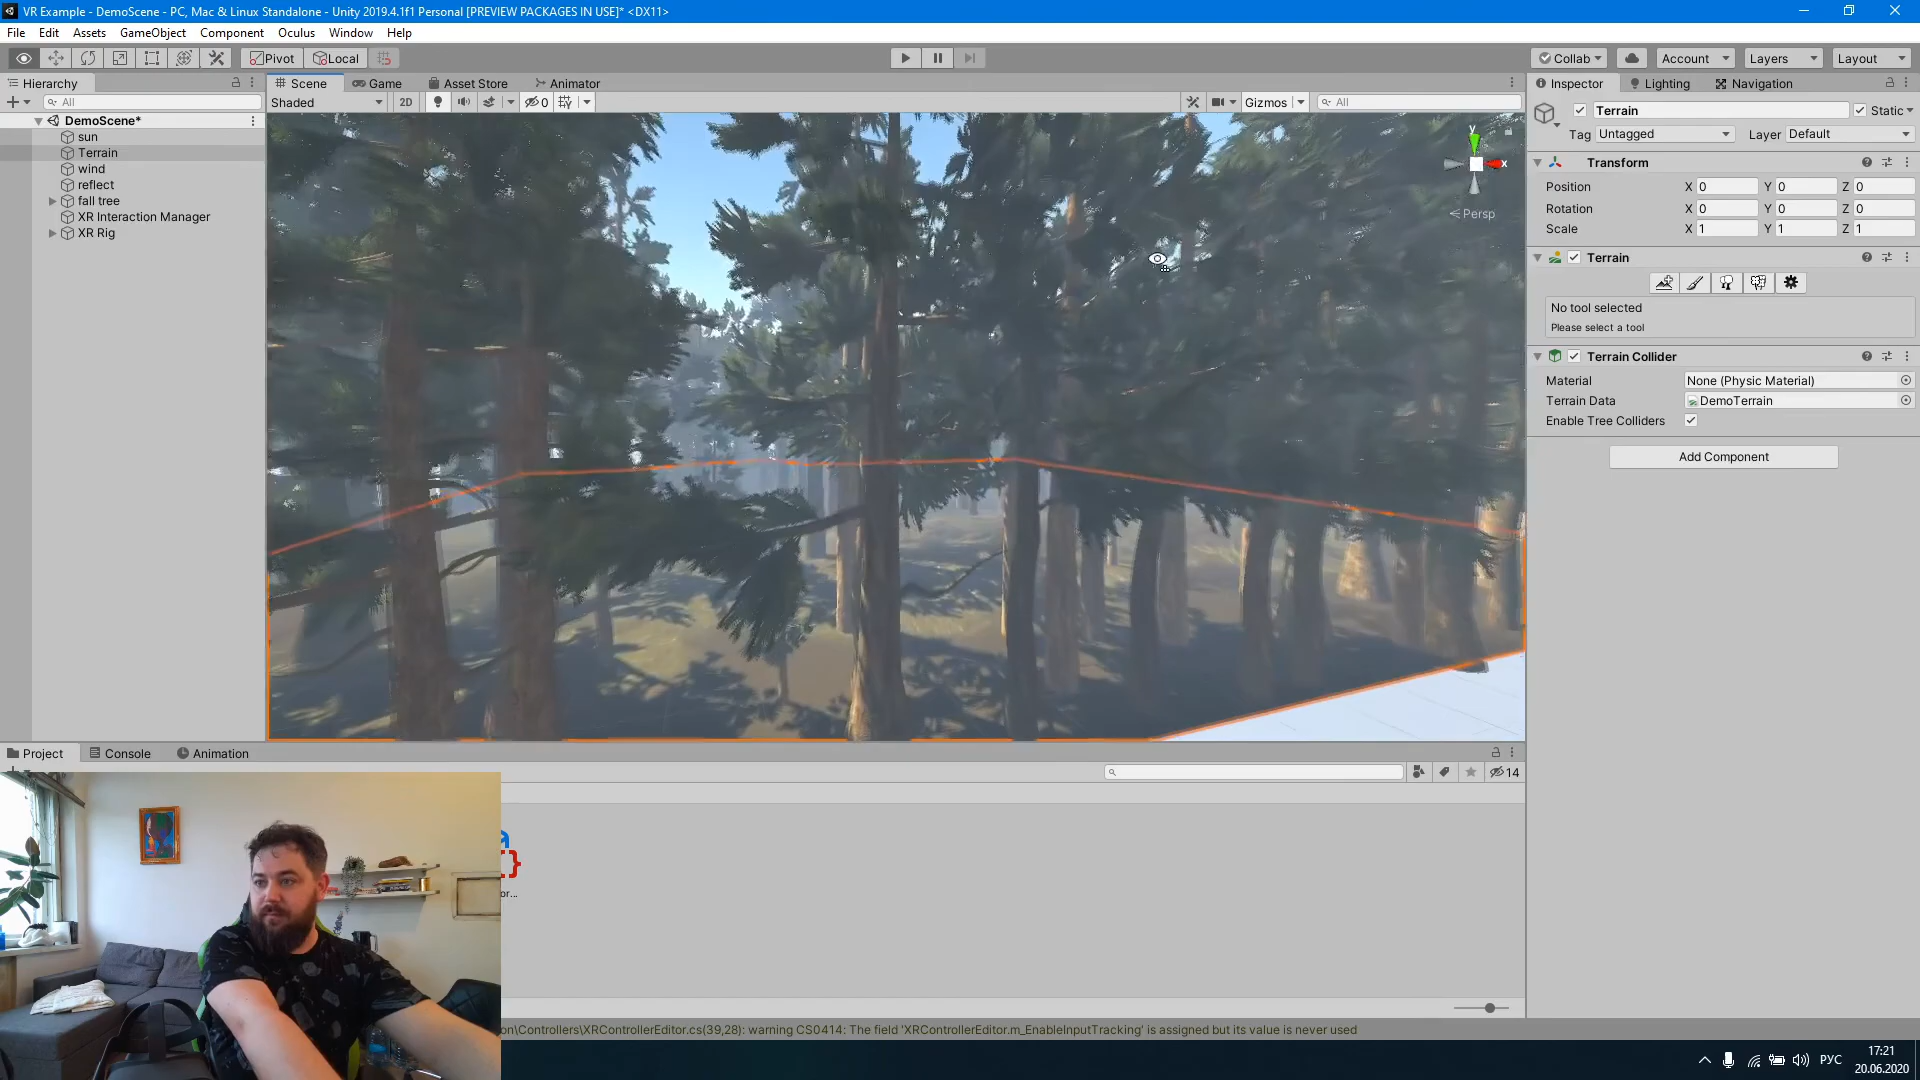 VR Example - DemoScene - PC, Mac & Linux Standalone - Unity 2019.4.1f1 Personal [PREVIEW PACKAGES IN USE]* <DX11>
File Edit Assets GameObject Component Oculus Window Help
Pivot Local Collab Account Layers Layout
Hierarchy
All
DemoScene*
sun
Terrain
wind
reflect
fall tree
XR Interaction Manager
XR Rig
Scene Game Asset Store Animator
Shaded 2D 0 Gizmos All
y
x
Persp
Inspector Lighting Navigation
Terrain Static
Tag Untagged Layer Default
Transform
Position X 0 Y 0 Z 0
Rotation X 0 Y 0 Z 0
Scale X 1 Y 1 Z 1
Terrain
No tool selected
Please select a tool
Terrain Collider
Material None (Physic Material)
Terrain Data DemoTerrain
Enable Tree Colliders
Add Component
Project Console Animation
14
or...
on\Controllers\XRControllerEditor.cs(39,28): warning CS0414: The field 'XRControllerEditor.m_EnableInputTracking' is assigned but its value is never used
РУС
17:21
20.06.2020